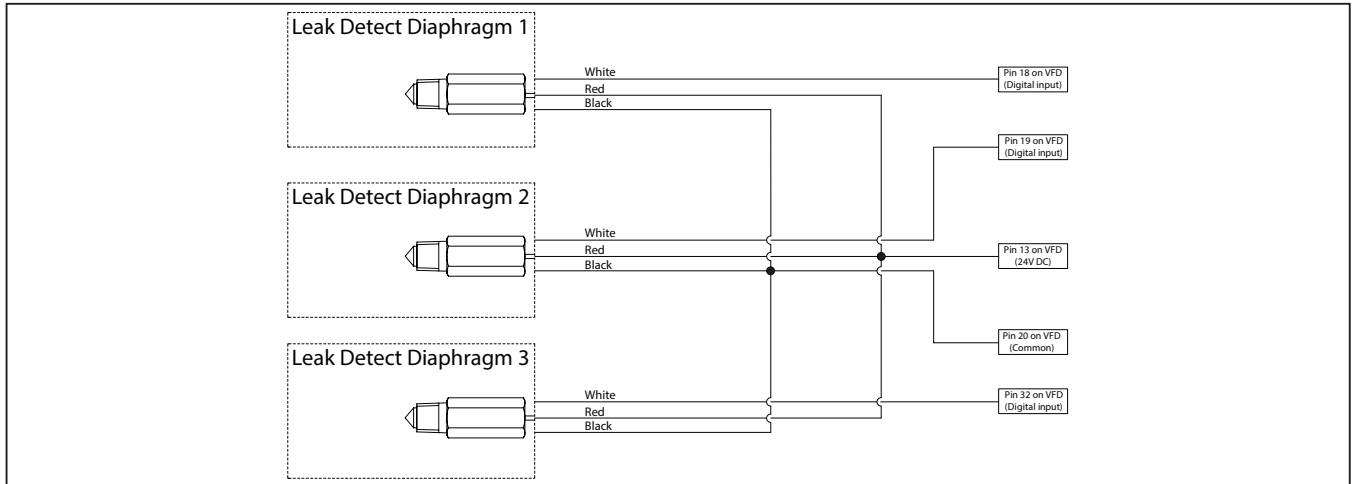 Leak Detect Diaphragm 1
White
Red
Black
Pin 18 on VFD
(Digital input)
Pin 19 on VFD
(Digital input)
Leak Detect Diaphragm 2
White
Red
Black
Pin 13 on VFD
(24V DC)
Pin 20 on VFD
(Common)
Leak Detect Diaphragm 3
White
Red
Black
Pin 32 on VFD
(Digital input)